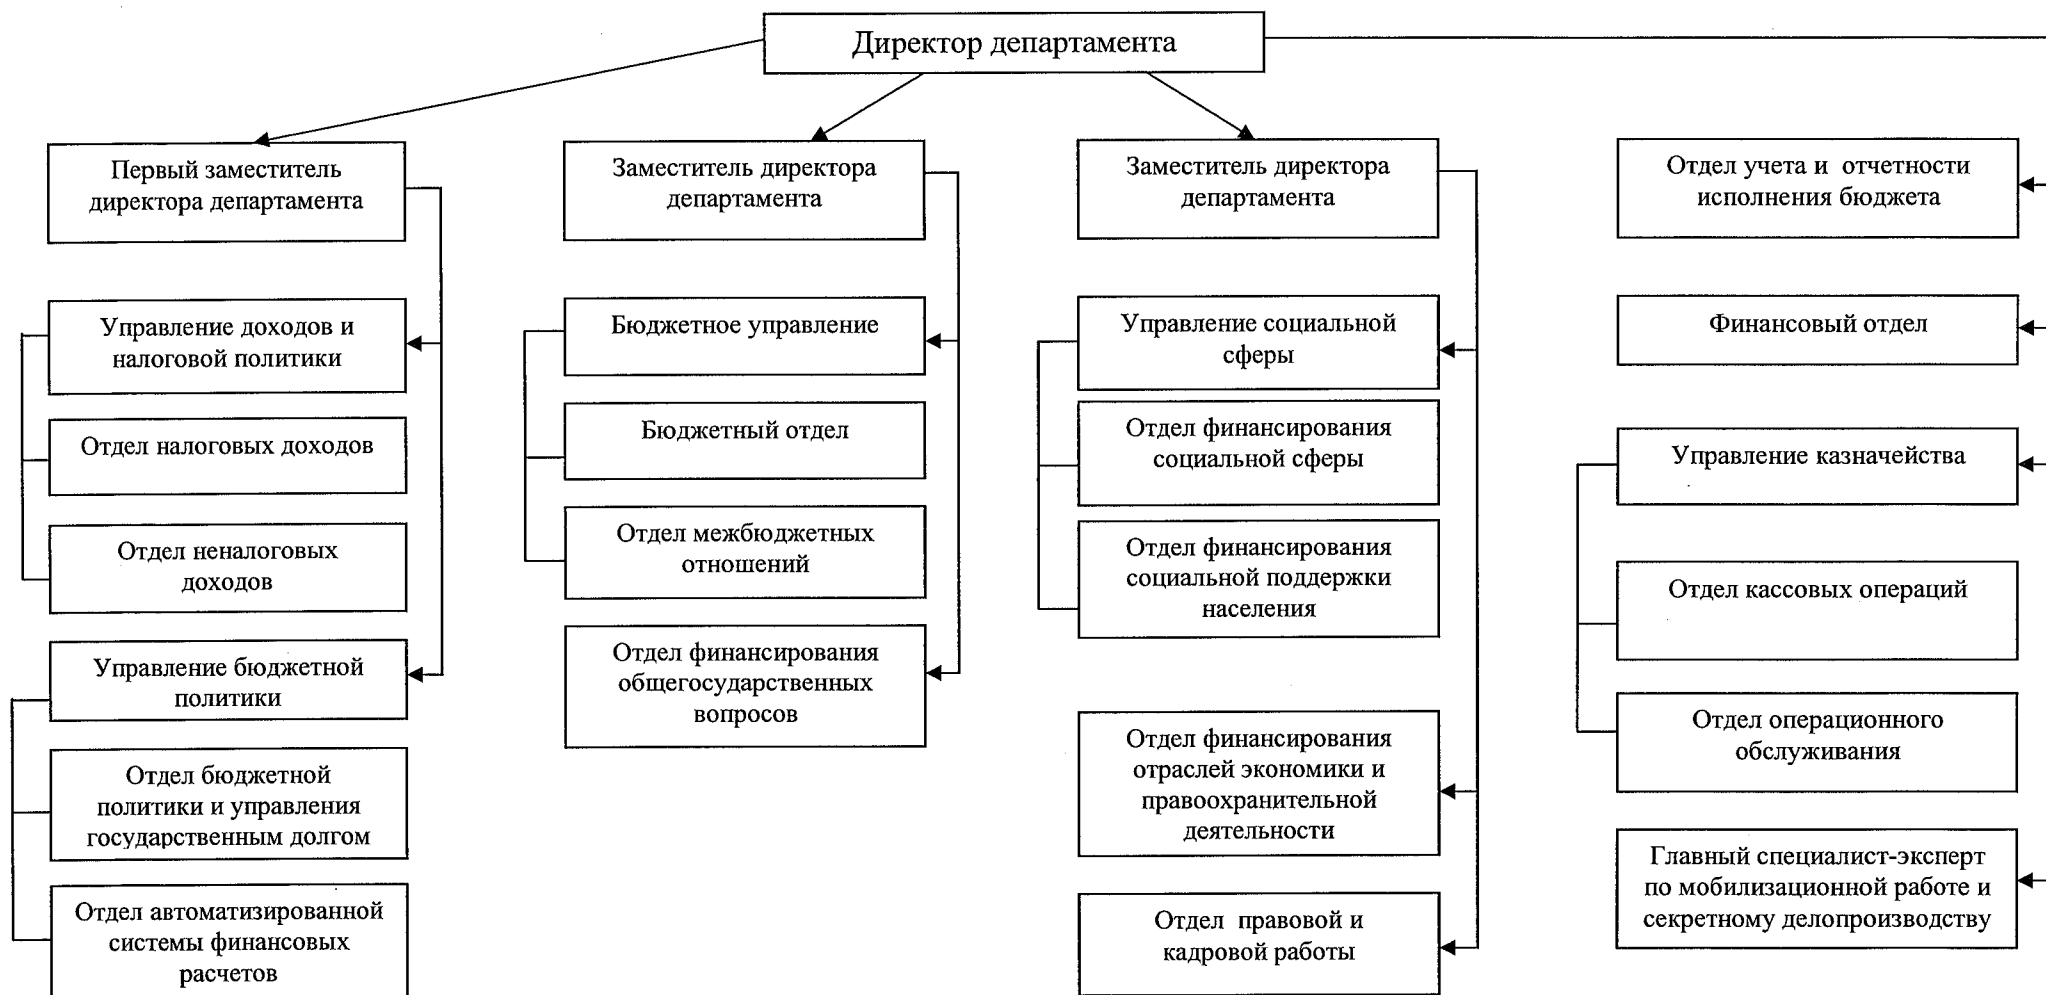 Директор департамента
Первый заместитель
директора департамента
Управление доходов и
налоговой политики
Отдел налоговых доходов
Отдел неналоговых
доходов
Управление бюджетной
политики
Отдел бюджетной
политики и управления
государственным долгом
Отдел автоматизированной
системы финансовых
расчетов
Заместитель директора
департамента
Бюджетное управление
Бюджетный отдел
Отдел межбюджетных
отношений
Отдел финансирования
общегосударственных
вопросов
Заместитель директора
департамента
Управление социальной
сферы
Отдел финансирования
социальной сферы
Отдел финансирования
социальной поддержки
населения
Отдел финансирования
отраслей экономики и
правоохранительной
деятельности
Отдел правовой и
кадровой работы
Отдел учета и отчетности
исполнения бюджета
Финансовый отдел
Управление казначейства
Отдел кассовых операций
Отдел операционного
обслуживания
Главный специалист-эксперт
по мобилизационной работе и
секретному делопроизводству